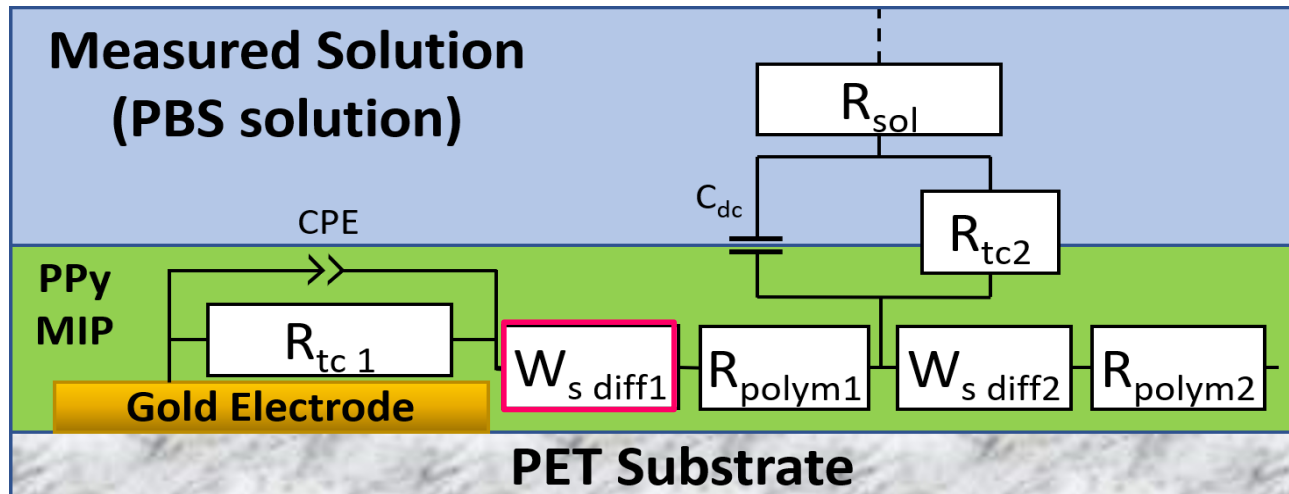 Measured Solution
(PBS solution)
Rsol
Cdc
CPE
Rtc2
PPy
MIP
Rtc 1
Ws diff1
Rpolym1
Ws diff2
Rpolym2
Gold Electrode
PET Substrate